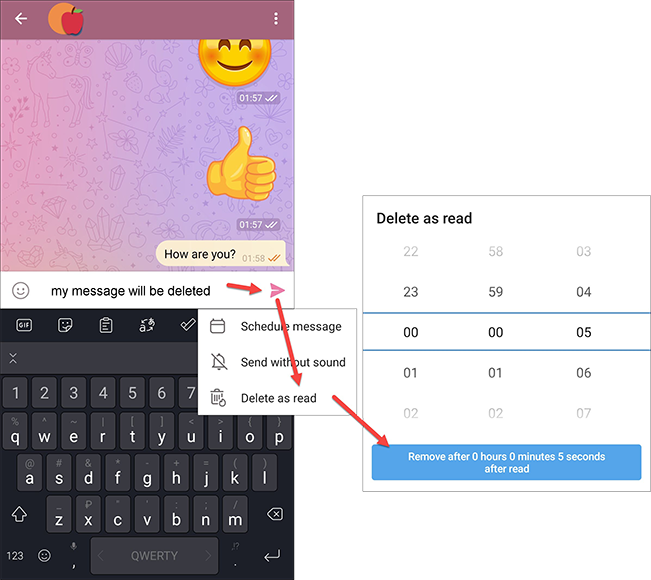 01:57
01:57
How are you? 01:58
my message will be deleted
GIF
Schedule message
Send without sound
Delete as read
1 2 3 4 5 6 7
% ^ ~ | [ ] < > { }
q w e r t y u i o p
@ # & * - + = ( )
a s d f g h j k l
_ £ " ' : ; ! ?
z x c v b n m
123 , QWERTY .
!?
Delete as read
22 58 03
23 59 04
00 00 05
01 01 06
02 02 07
Remove after 0 hours 0 minutes 5 seconds
after read